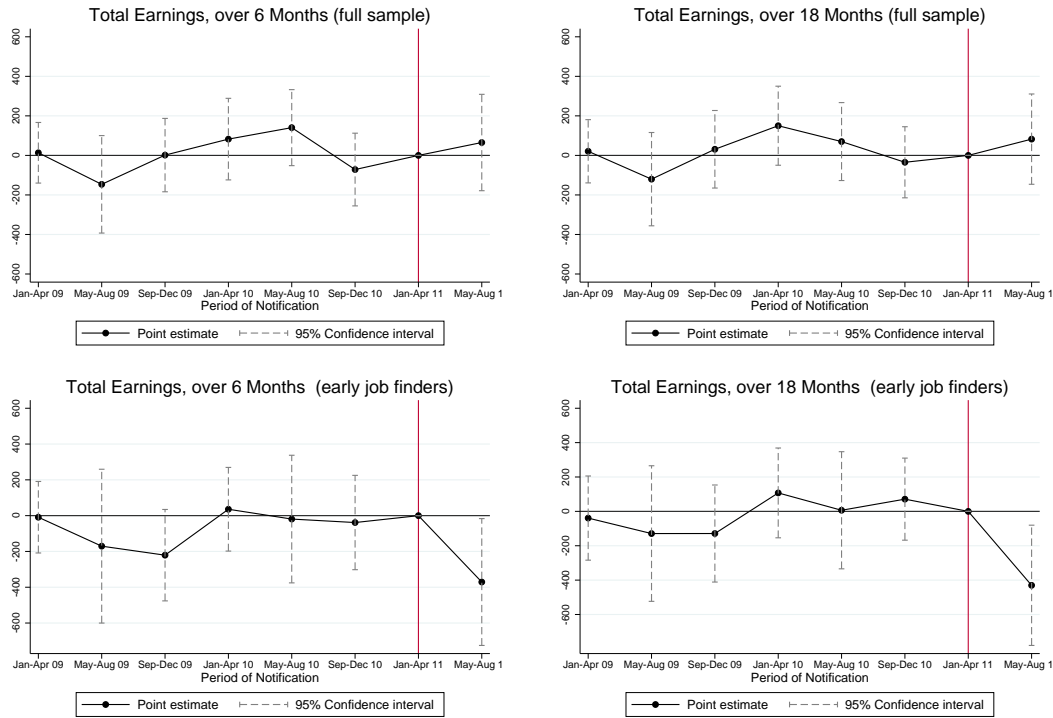 Total Earnings, over 6 Months (full sample)
600
400
200
0
-200
-400
-600
Jan-Apr 09 May-Aug 09 Sep-Dec 09 Jan-Apr 10 May-Aug 10 Sep-Dec 10 Jan-Apr 11 May-Aug 1
Period of Notification
Point estimate 95% Confidence interval
Total Earnings, over 18 Months (full sample)
600
400
200
0
-200
-400
-600
Jan-Apr 09 May-Aug 09 Sep-Dec 09 Jan-Apr 10 May-Aug 10 Sep-Dec 10 Jan-Apr 11 May-Aug 1
Period of Notification
Point estimate 95% Confidence interval
Total Earnings, over 6 Months (early job finders)
600
400
200
0
-200
-400
-600
Jan-Apr 09 May-Aug 09 Sep-Dec 09 Jan-Apr 10 May-Aug 10 Sep-Dec 10 Jan-Apr 11 May-Aug 1
Period of Notification
Point estimate 95% Confidence interval
Total Earnings, over 18 Months (early job finders)
600
400
200
0
-200
-400
-600
Jan-Apr 09 May-Aug 09 Sep-Dec 09 Jan-Apr 10 May-Aug 10 Sep-Dec 10 Jan-Apr 11 May-Aug 1
Period of Notification
Point estimate 95% Confidence interval